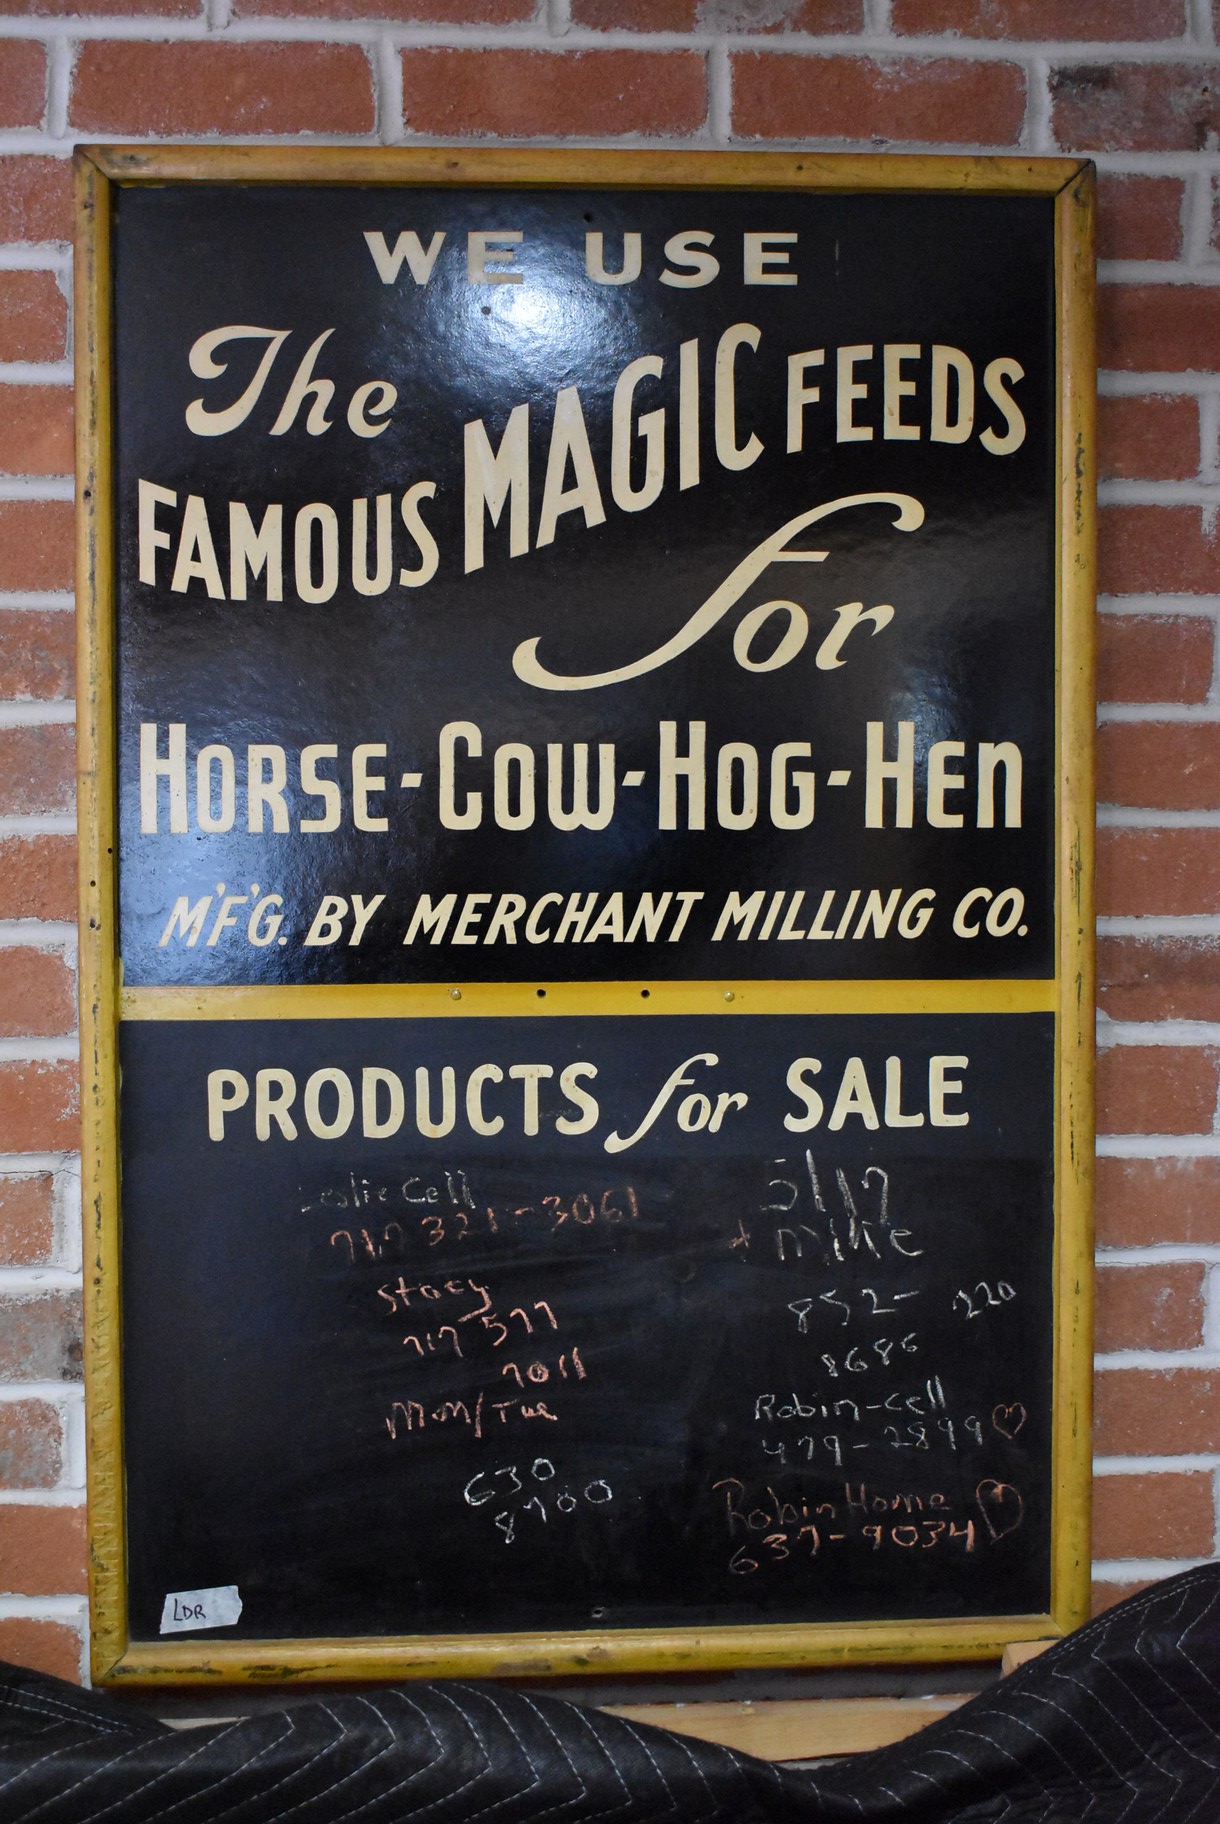 WE USE
The
FAMOUS MAGIC FEEDS
for
HORSE-COW-HOG-HEN
M'F'G. BY MERCHANT MILLING CO.
PRODUCTS for SALE
Leslie Cell
717 321-3061
Stacy
717 577
7011
Mon/Tue
630
8700
+ mike
852- 220
8686
Robin-cell
479-2899
Robin Home
637-9034
LDR